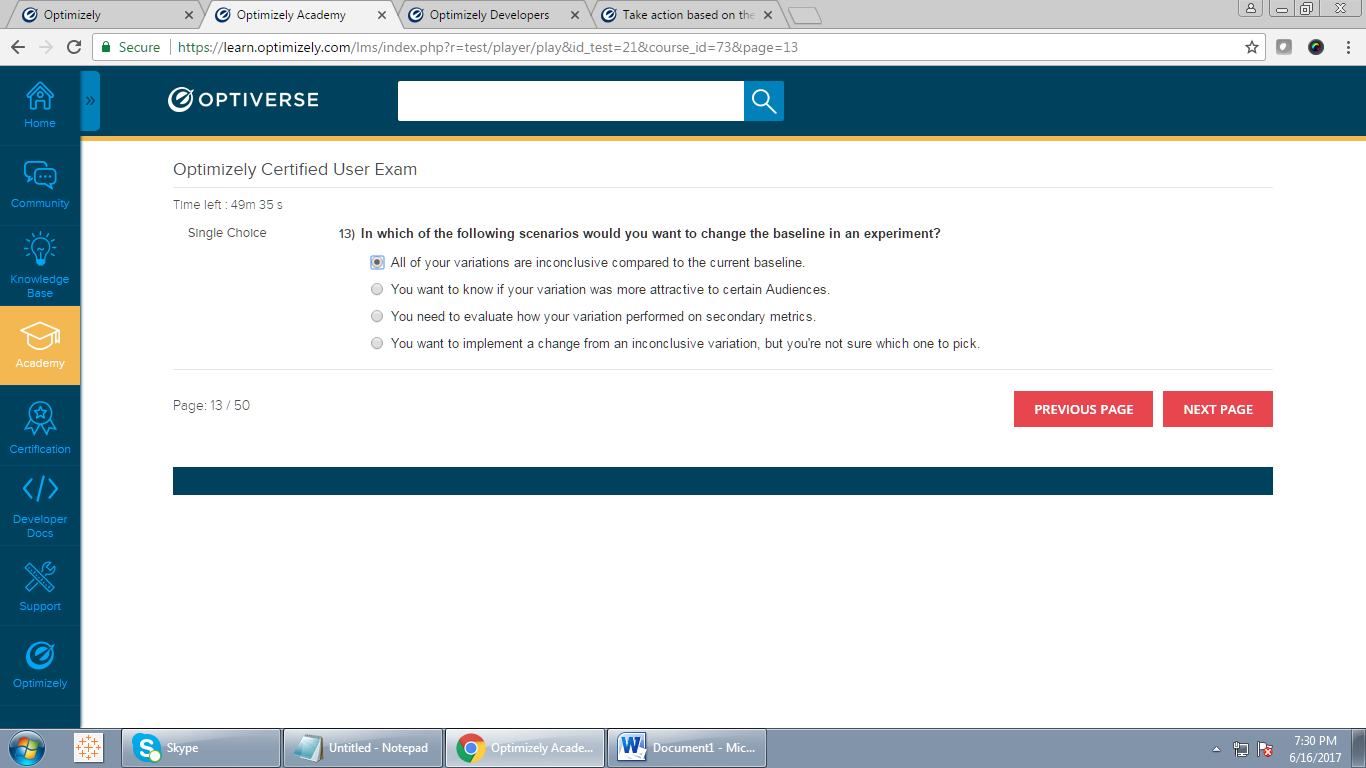 Optimizely
Optimizely Academy
Optimizely Developers
Take action based on the
Secure
https://learn.optimizely.com/lms/index.php?r=test/player/play&id_test=21&course_id=73&page=13
Home
»
OPTIVERSE
Community
Knowledge
Base
Academy
Certification
Developer
Docs
Support
Optimizely
Optimizely Certified User Exam
Time left : 49m 35 s
Single Choice
13) In which of the following scenarios would you want to change the baseline in an experiment?
All of your variations are inconclusive compared to the current baseline.
You want to know if your variation was more attractive to certain Audiences.
You need to evaluate how your variation performed on secondary metrics.
You want to implement a change from an inconclusive variation, but you're not sure which one to pick.
Page: 13 / 50
PREVIOUS PAGE
NEXT PAGE
Skype
Untitled - Notepad
Optimizely Acade...
Document1 - Mic...
7:30 PM
6/16/2017